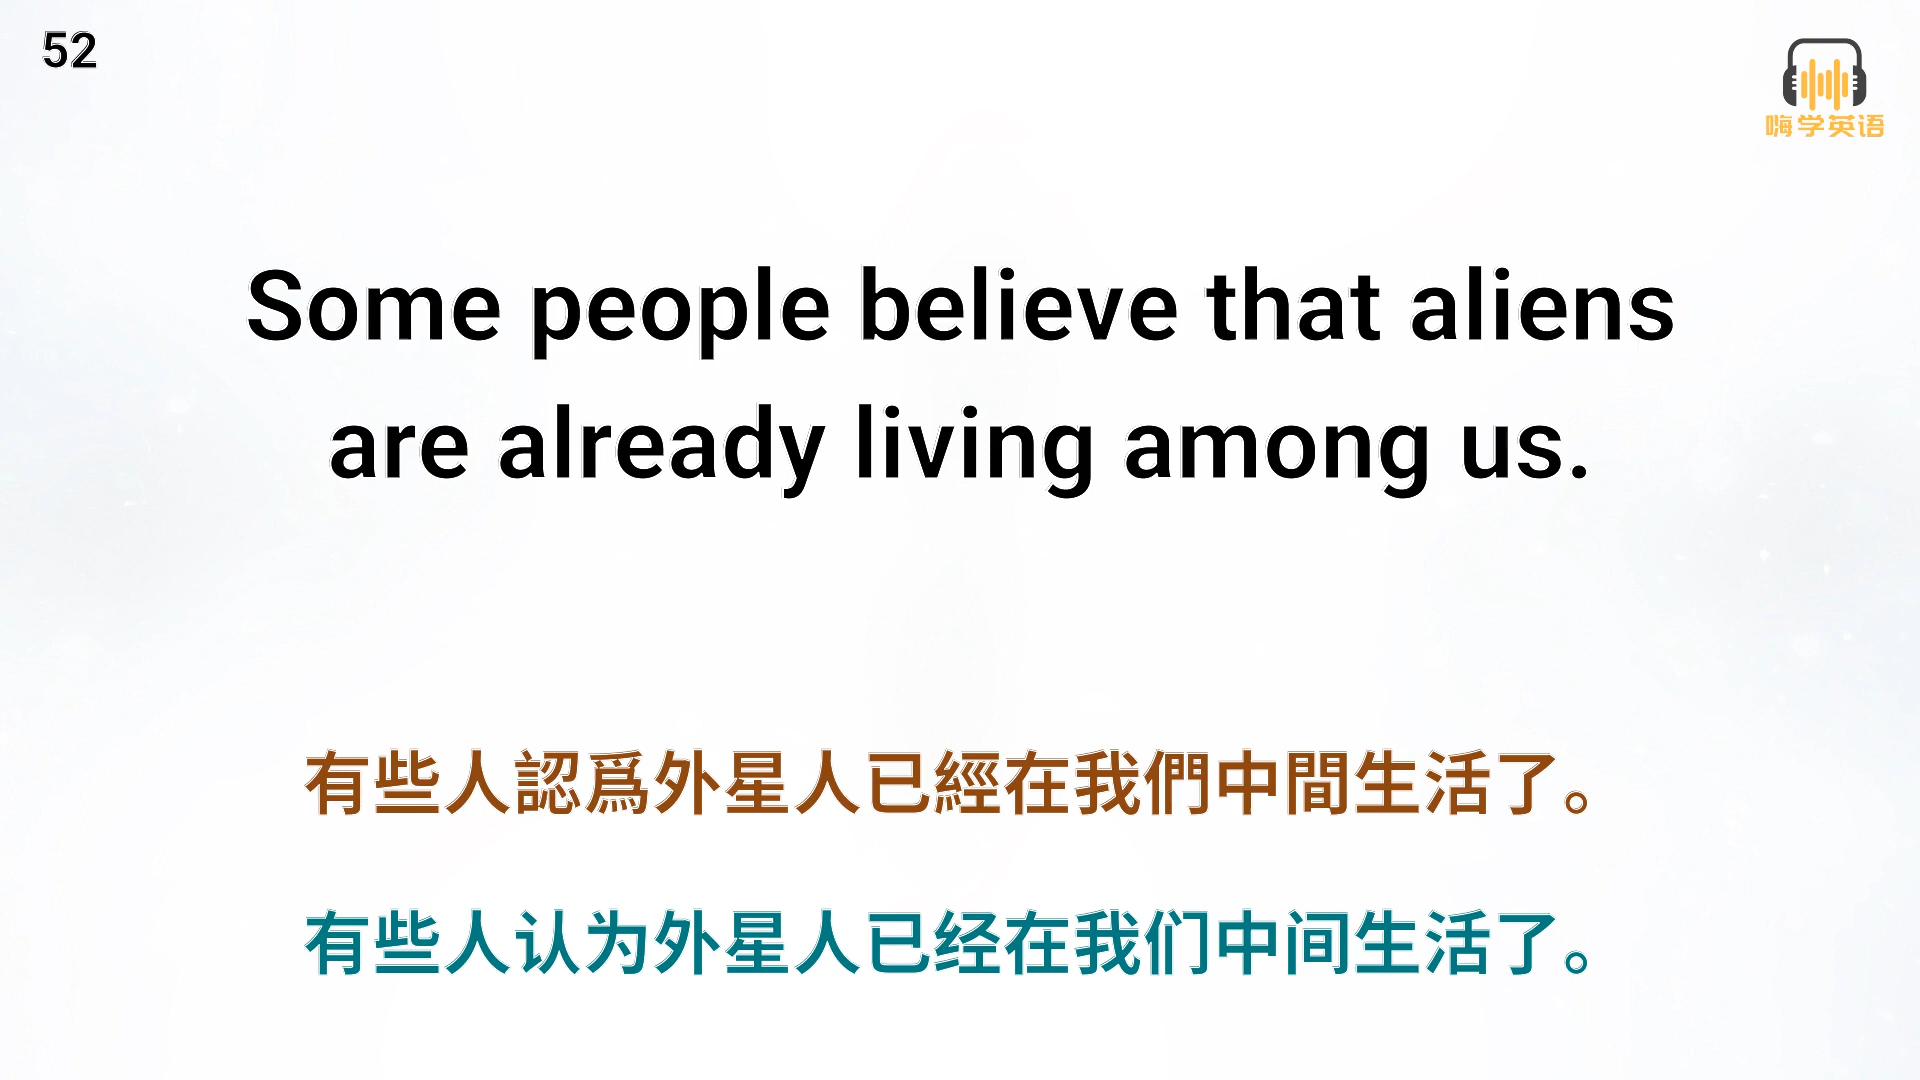 52
嗨学英语
Some people believe that aliens
are already living among us.
有些人認爲外星人已經在我們中間生活了。
有些人认为外星人已经在我们中间生活了。